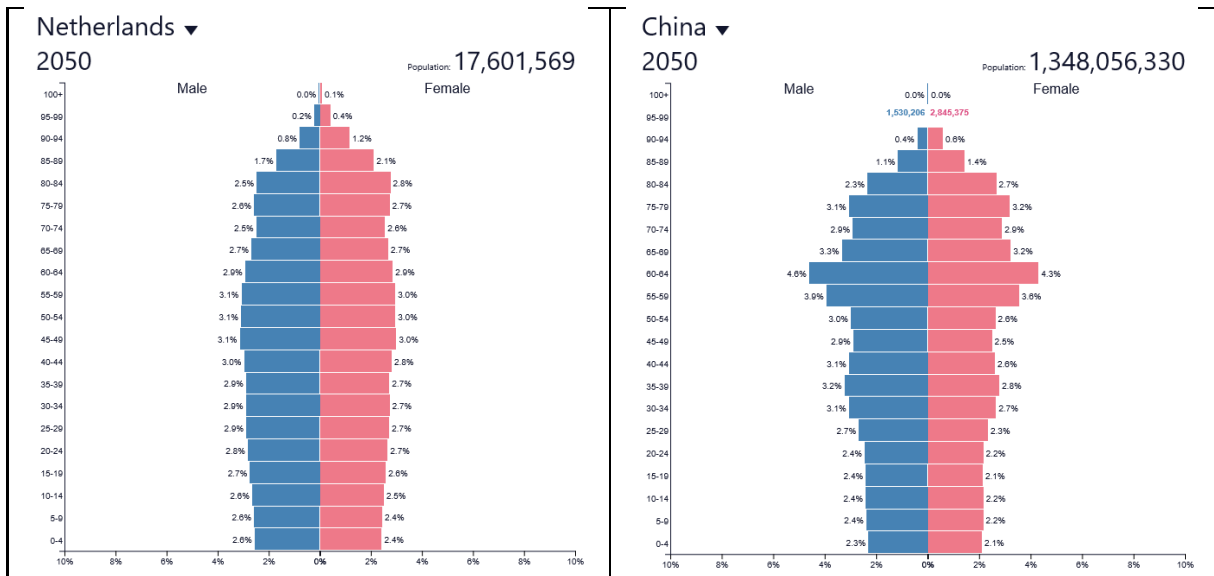 Netherlands
2050
Population: 17,601,569
Male Female
100+ 0.0% 0.1%
95-99 0.2% 0.4%
90-94 0.8% 1.2%
85-89 1.7% 2.1%
80-84 2.5% 2.8%
75-79 2.6% 2.7%
70-74 2.5% 2.6%
65-69 2.7% 2.7%
60-64 2.9% 2.9%
55-59 3.1% 3.0%
50-54 3.1% 3.0%
45-49 3.1% 3.0%
40-44 3.0% 2.8%
35-39 2.9% 2.7%
30-34 2.9% 2.7%
25-29 2.9% 2.7%
20-24 2.8% 2.7%
15-19 2.7% 2.6%
10-14 2.6% 2.5%
5-9 2.6% 2.4%
0-4 2.6% 2.4%
10% 8% 6% 4% 2% 0% 2% 4% 6% 8% 10%
China
2050
Population: 1,348,056,330
Male Female
100+ 0.0% 0.0%
95-99 1,530,206 2,845,375
90-94 0.4% 0.6%
85-89 1.1% 1.4%
80-84 2.3% 2.7%
75-79 3.1% 3.2%
70-74 2.9% 2.9%
65-69 3.3% 3.2%
60-64 4.6% 4.3%
55-59 3.9% 3.6%
50-54 3.0% 2.6%
45-49 2.9% 2.5%
40-44 3.1% 2.6%
35-39 3.2% 2.8%
30-34 3.1% 2.7%
25-29 2.7% 2.3%
20-24 2.4% 2.2%
15-19 2.4% 2.1%
10-14 2.4% 2.2%
5-9 2.4% 2.2%
0-4 2.3% 2.1%
10% 8% 6% 4% 2% 0% 2% 4% 6% 8% 10%